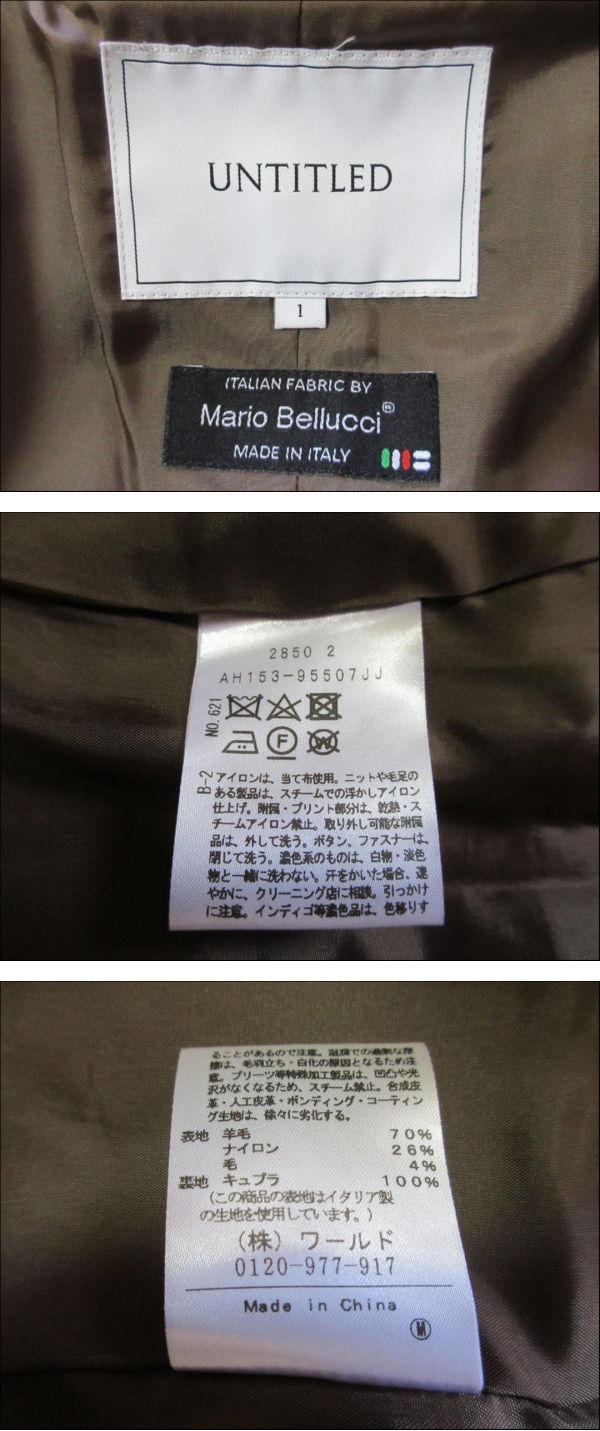 UNTITLED
1
ITALIAN FABRIC BY
Mario Bellucci®
MADE IN ITALY
2850 2
AH153-95507JJ
NO.621
F
W
B-2
アイロンは、当て布使用。ニットや毛足の
ある製品は、スチームでの浮かしアイロン
仕上げ。附属・プリント部分は、乾熱・ス
チームアイロン禁止。取り外し可能な附属
品は、外して洗う。ボタン、ファスナーは、
閉じて洗う。濃色系のものは、白物・淡色
物と一緒に洗わない。汗をかいた場合、速
やかに、クリーニング店に相談。引っかけ
に注意。インディゴ等濃色品は、色移りす
ることがあるので注意。湿潤での過剰な摩
擦は、毛羽立ち・白化の原因となるため注
意。プリーツ等特殊加工製品は、凹凸や光
沢がなくなるため、スチーム禁止。合成皮
革・人工皮革・ボンディング・コーティン
グ生地は、徐々に劣化する。
表地 羊毛 70%
ナイロン 26%
毛 4%
裏地 キュプラ 100%
(この商品の表地はイタリア製
の生地を使用しています。)
(株) ワールド
0120-977-917
Made in China
M